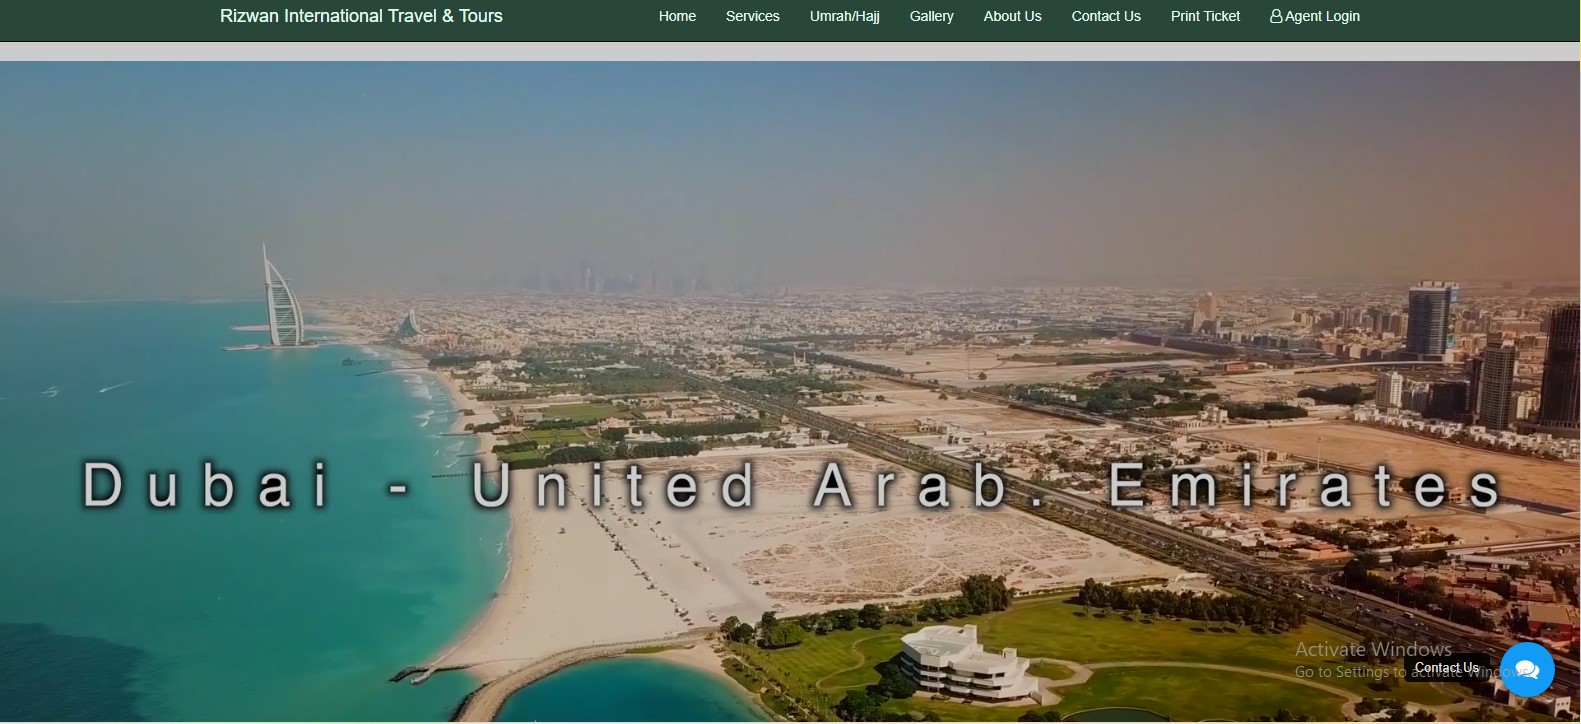 Rizwan International Travel & Tours
Home Services Umrah/Hajj Gallery About Us Contact Us Print Ticket Agent Login
Dubai - United Arab. Emirates
Activate Windows
Contact Us
Go to Settings to activate Windows.